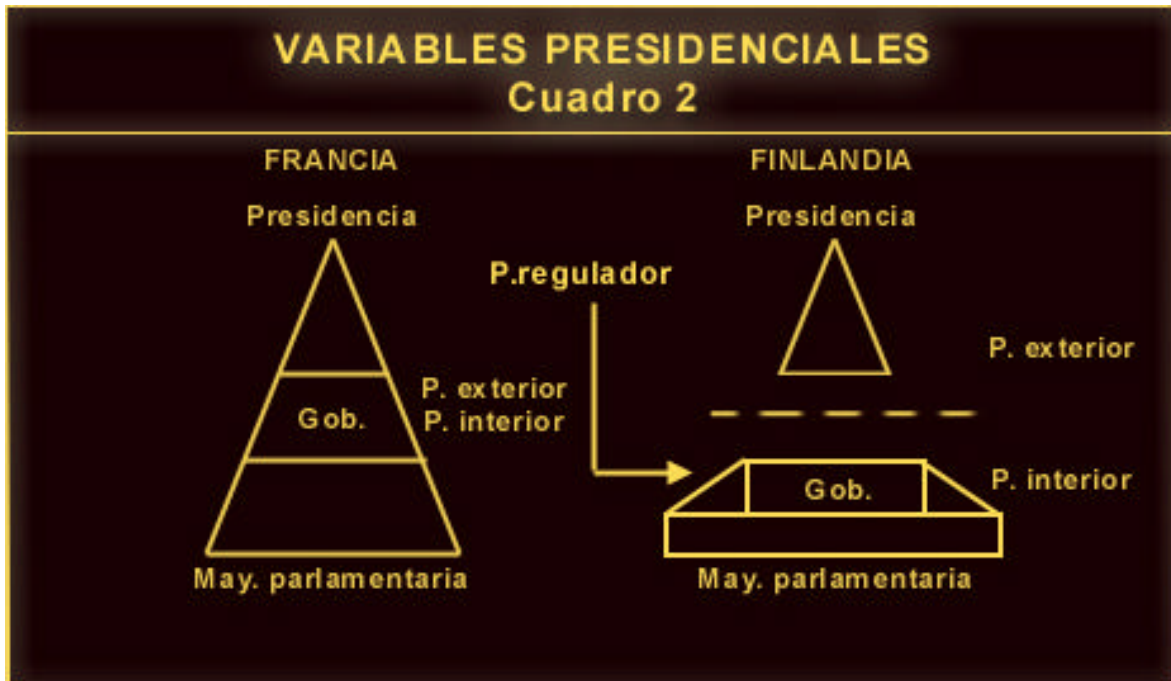 VARIABLES PRESIDENCIALES
Cuadro 2
FRANCIA
Presidencia
Gob.
P. exterior
P. interior
May. parlamentaria
P.regulador
FINLANDIA
Presidencia
P. exterior
Gob.
P. interior
May. parlamentaria